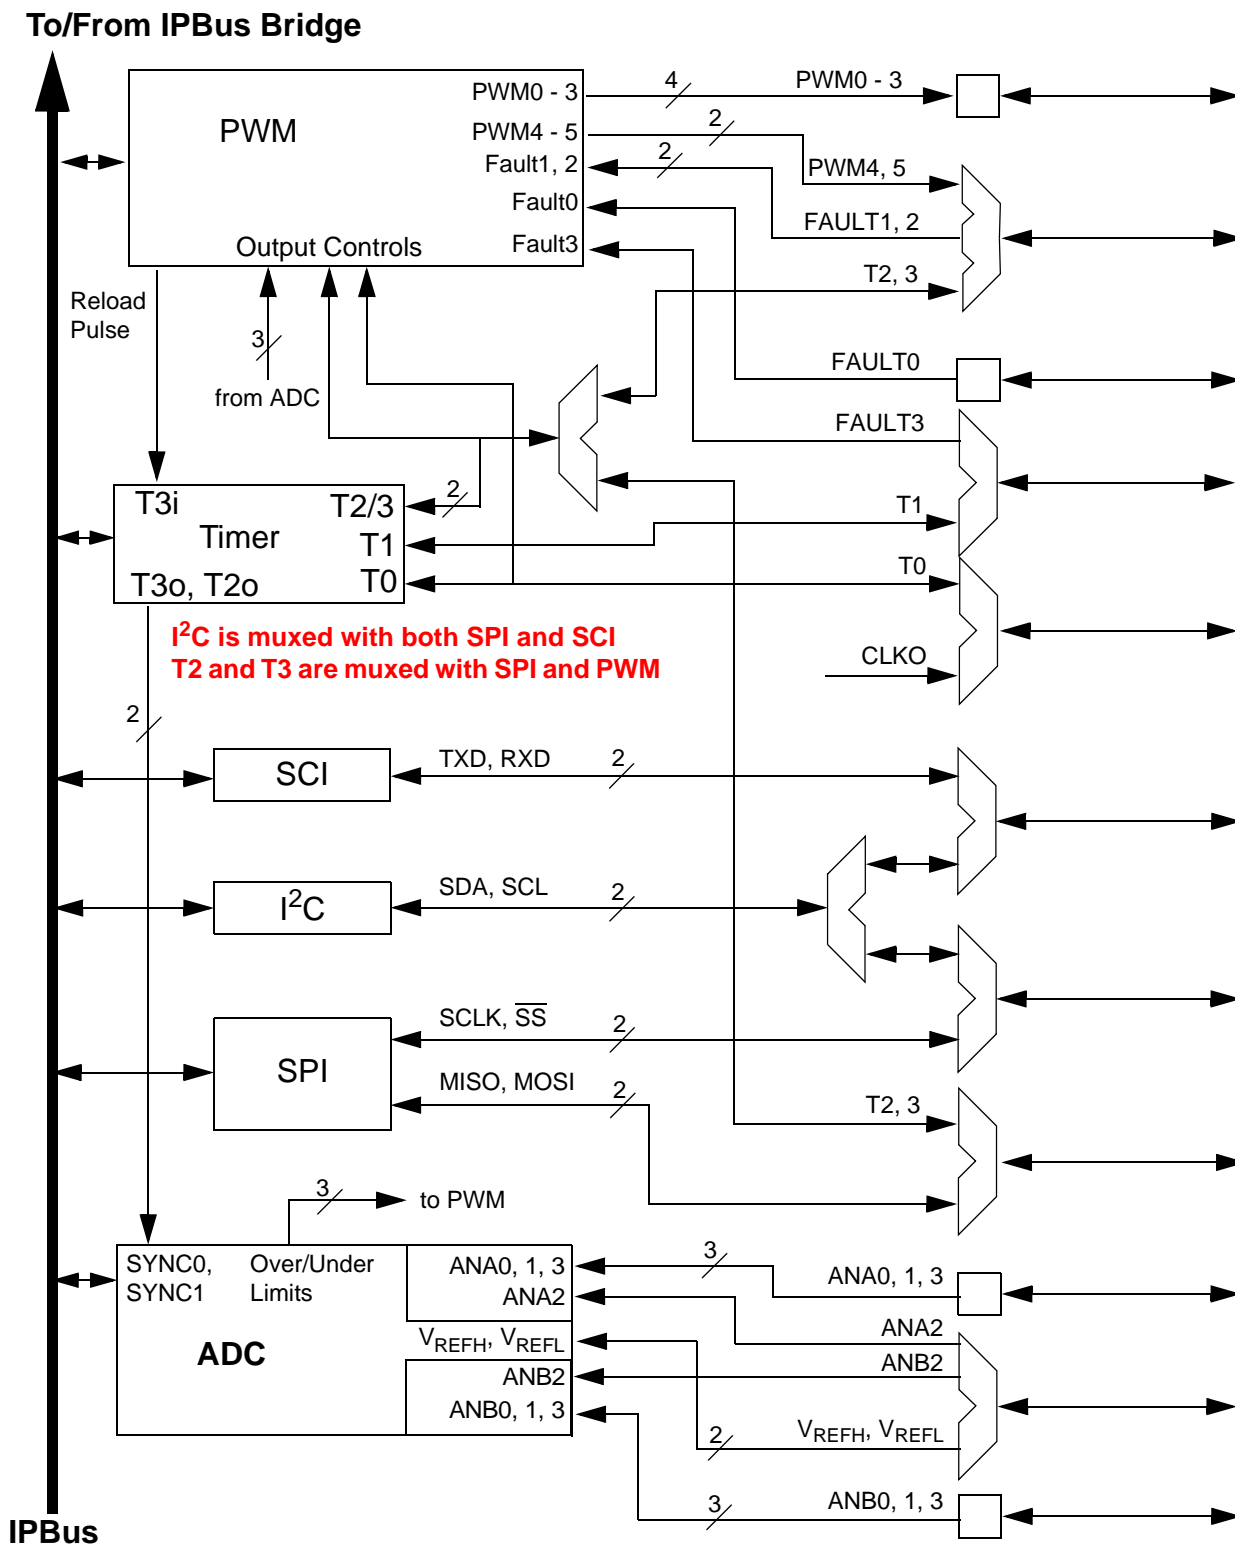 To/From IPBus Bridge
PWM
PWM0 - 3
PWM4 - 5
Fault1, 2
Fault0
Fault3
Output Controls
4
PWM0 - 3
2
PWM4, 5
2
FAULT1, 2
T2, 3
Reload
Pulse
3
from ADC
FAULT0
FAULT3
T3i
T2/3
Timer
T1
T3o, T2o
T0
2
T1
T0
I²C is muxed with both SPI and SCI
T2 and T3 are muxed with SPI and PWM
CLKO
2
SCI
TXD, RXD
2
I²C
SDA, SCL
2
SPI
SCLK, S̅S̅
2
MISO, MOSI
2
T2, 3
3
to PWM
SYNC0,
SYNC1
Over/Under
Limits
ADC
ANA0, 1, 3
ANA2
VREFH, VREFL
ANB2
ANB0, 1, 3
3
ANA0, 1, 3
ANA2
ANB2
2
VREFH, VREFL
3
ANB0, 1, 3
IPBus